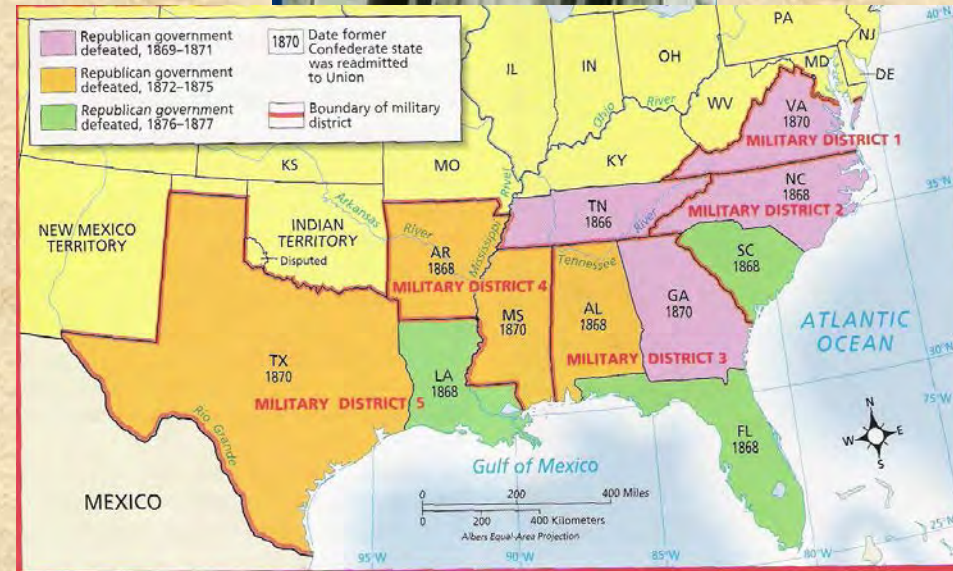 Republican government
defeated, 1869–1871
Republican government
defeated, 1872–1875
Republican government
defeated, 1876–1877
1870
Date former
Confederate state
was readmitted
to Union
Boundary of military
district
PA
NJ
40°N
IL
IN
OH
MD
DE
WV
Ohio River
VA
1870
MILITARY DISTRICT 1
KS
MO
KY
35°N
NC
1868
MILITARY DISTRICT 2
TN
1866
River
Mississippi River
Arkansas River
NEW MEXICO
TERRITORY
INDIAN
TERRITORY
Disputed
AR
1868
MILITARY DISTRICT 4
Tennessee
SC
1868
MS
1870
AL
1868
GA
1870
MILITARY DISTRICT 3
ATLANTIC
OCEAN
30°N
TX
1870
LA
1868
MILITARY DISTRICT 5
75°W
Rio Grande
FL
1868
N
W E
S
Gulf of Mexico
MEXICO
0 200 400 Miles
0 200 400 Kilometers
Albers Equal-Area Projection
25°N
95°W
90°W
85°W
80°W